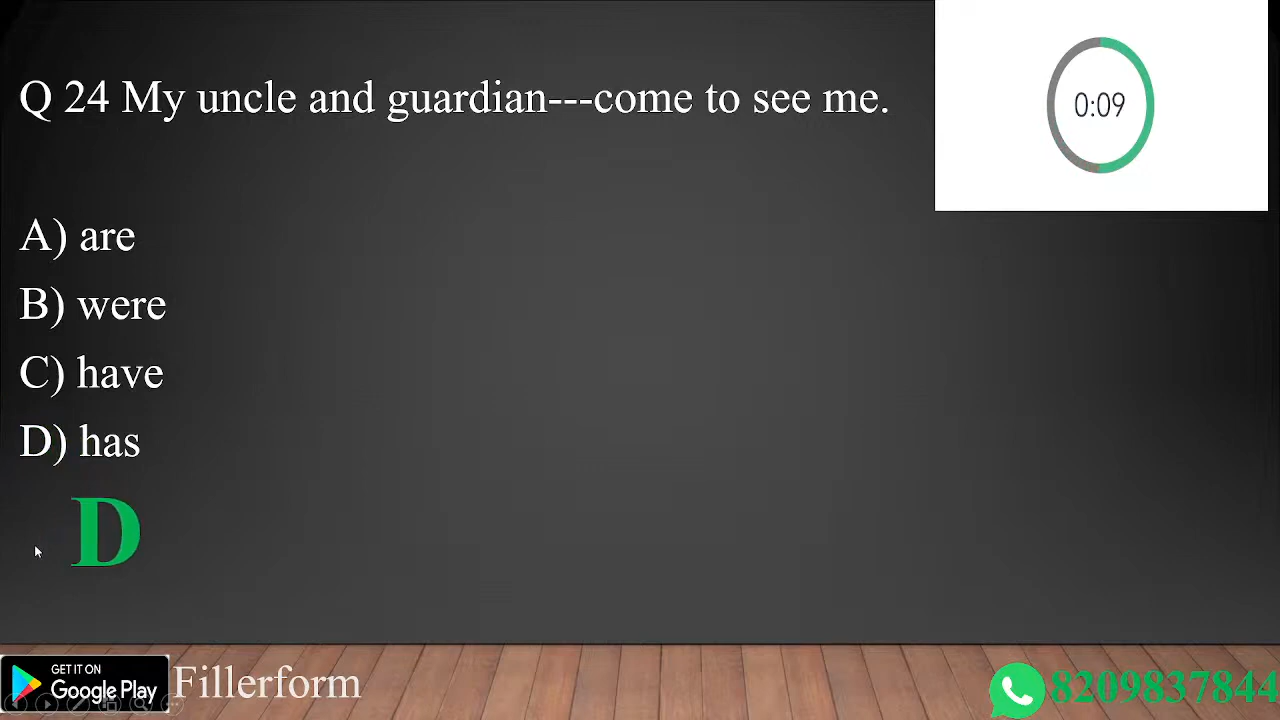 Q 24 My uncle and guardian---come to see me.
0:09
A) are
B) were
C) have
D) has
D
GET IT ON
Google Play
Fillerform
8209837844